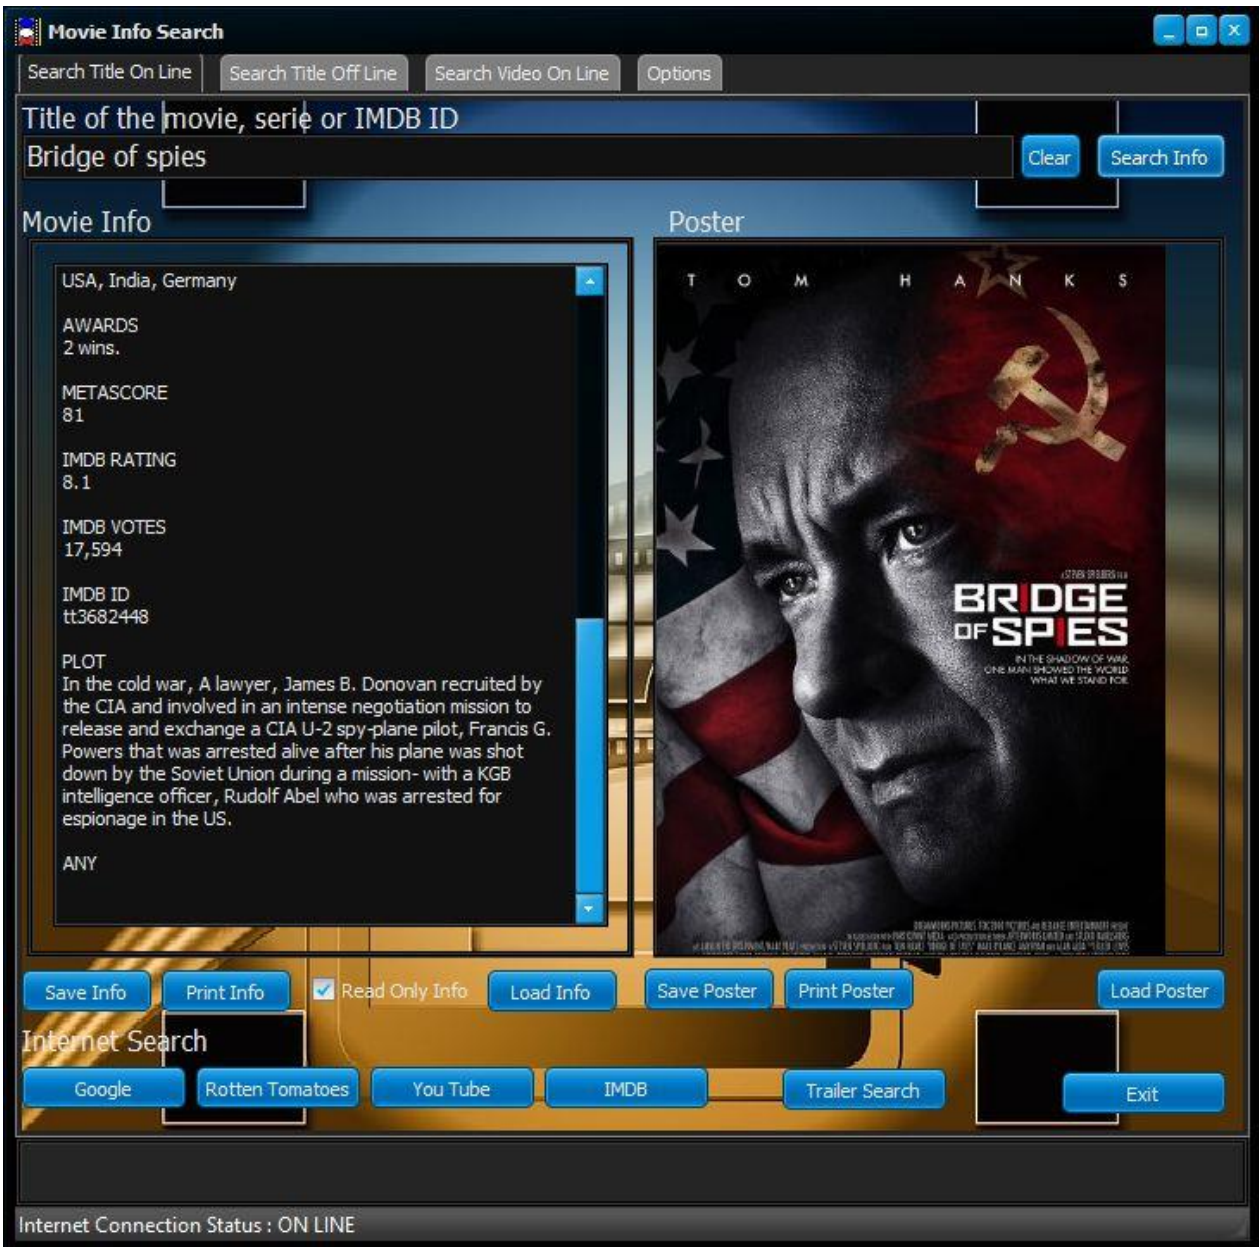 Movie Info Search
Search Title On Line
Search Title Off Line
Search Video On Line
Options
Title of the movie, serie or IMDB ID
Bridge of spies
Clear
Search Info
Movie Info
Poster
USA, India, Germany
AWARDS
2 wins.
METASCORE
81
IMDB RATING
8.1
IMDB VOTES
17,594
IMDB ID
tt3682448
PLOT
In the cold war, A lawyer, James B. Donovan recruited by
the CIA and involved in an intense negotiation mission to
release and exchange a CIA U-2 spy-plane pilot, Francis G.
Powers that was arrested alive after his plane was shot
down by the Soviet Union during a mission- with a KGB
intelligence officer, Rudolf Abel who was arrested for
espionage in the US.
ANY
TOM HANKS
A STEVEN SPIELBERG FILM
BRIDGE
OF SPIES
IN THE SHADOW OF WAR,
ONE MAN SHOWED THE WORLD
WHAT WE STAND FOR.
Save Info
Print Info
Read Only Info
Load Info
Save Poster
Print Poster
Load Poster
Internet Search
Google
Rotten Tomatoes
You Tube
IMDB
Trailer Search
Exit
Internet Connection Status : ON LINE